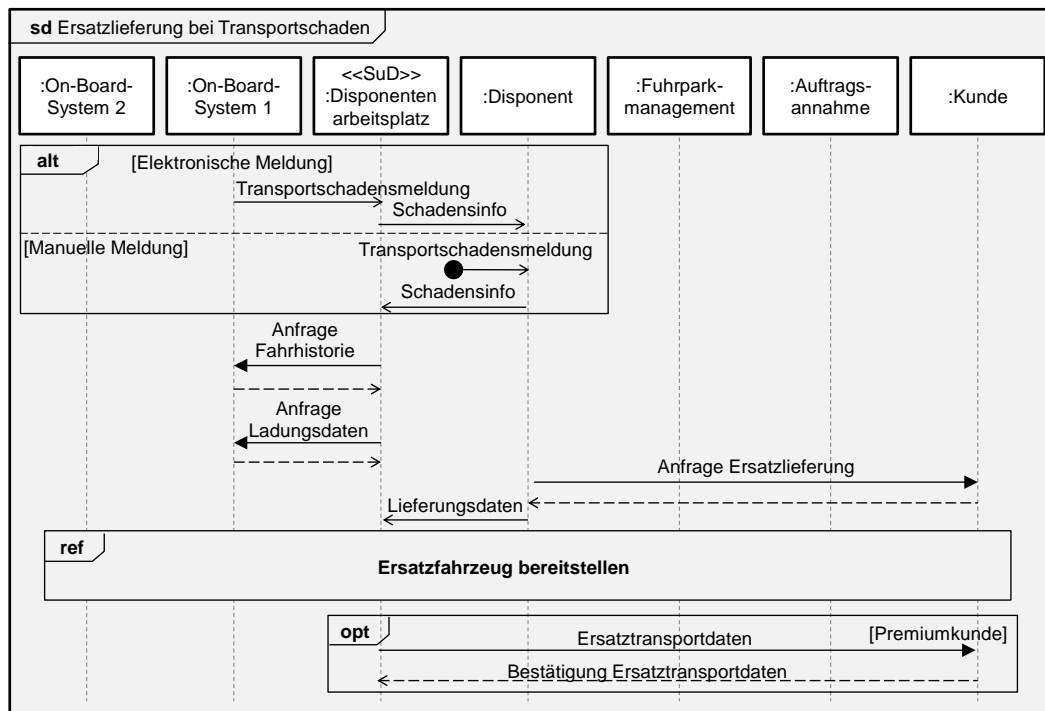 sd Ersatzlieferung bei Transportschaden
:On-Board-
System 2
:On-Board-
System 1
<<SuD>>
:Disponenten
arbeitsplatz
:Disponent
:Fuhrpark-
management
:Auftrags-
annahme
:Kunde
alt
[Elektronische Meldung]
Transportschadensmeldung
Schadensinfo
[Manuelle Meldung]
Transportschadensmeldung
Schadensinfo
Anfrage
Fahrhistorie
Anfrage
Ladungsdaten
Anfrage Ersatzlieferung
Lieferungsdaten
ref
Ersatzfahrzeug bereitstellen
opt
Ersatztransportdaten
[Premiumkunde]
Bestätigung Ersatztransportdaten